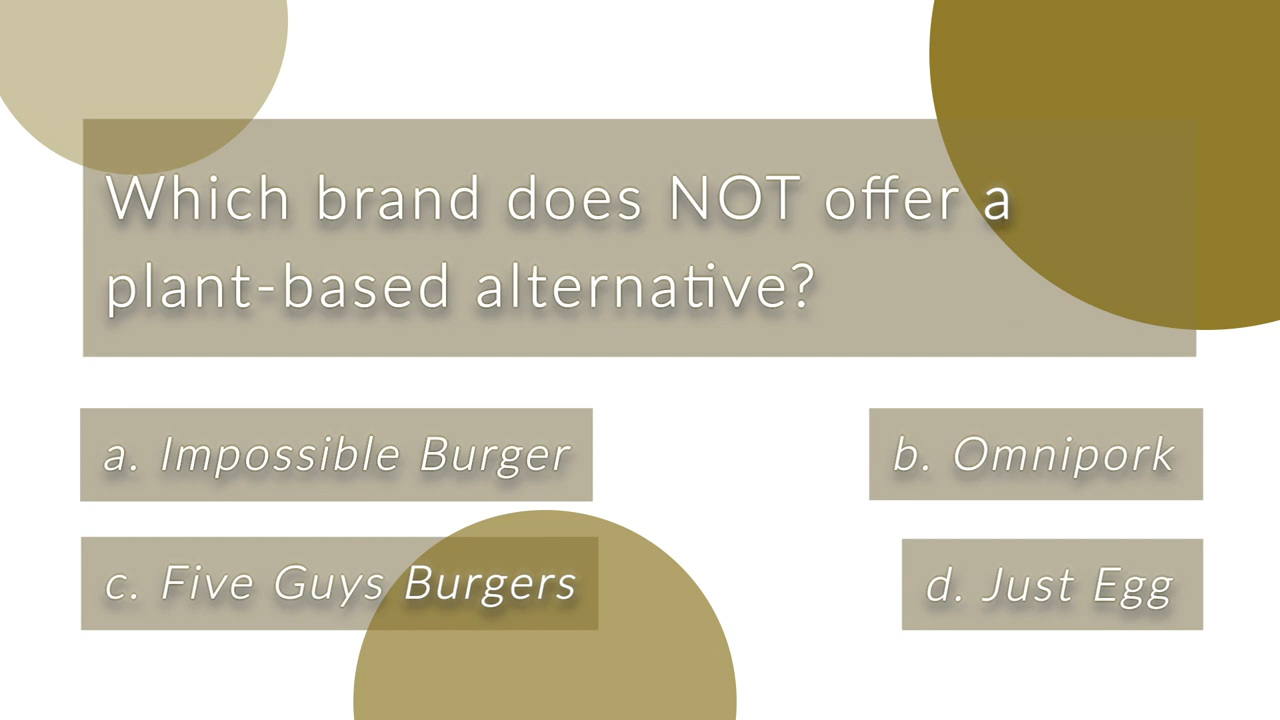 Which brand does NOT offer a
plant-based alternative?
a. Impossible Burger
b. Omnipork
c. Five Guys Burgers
d. Just Egg